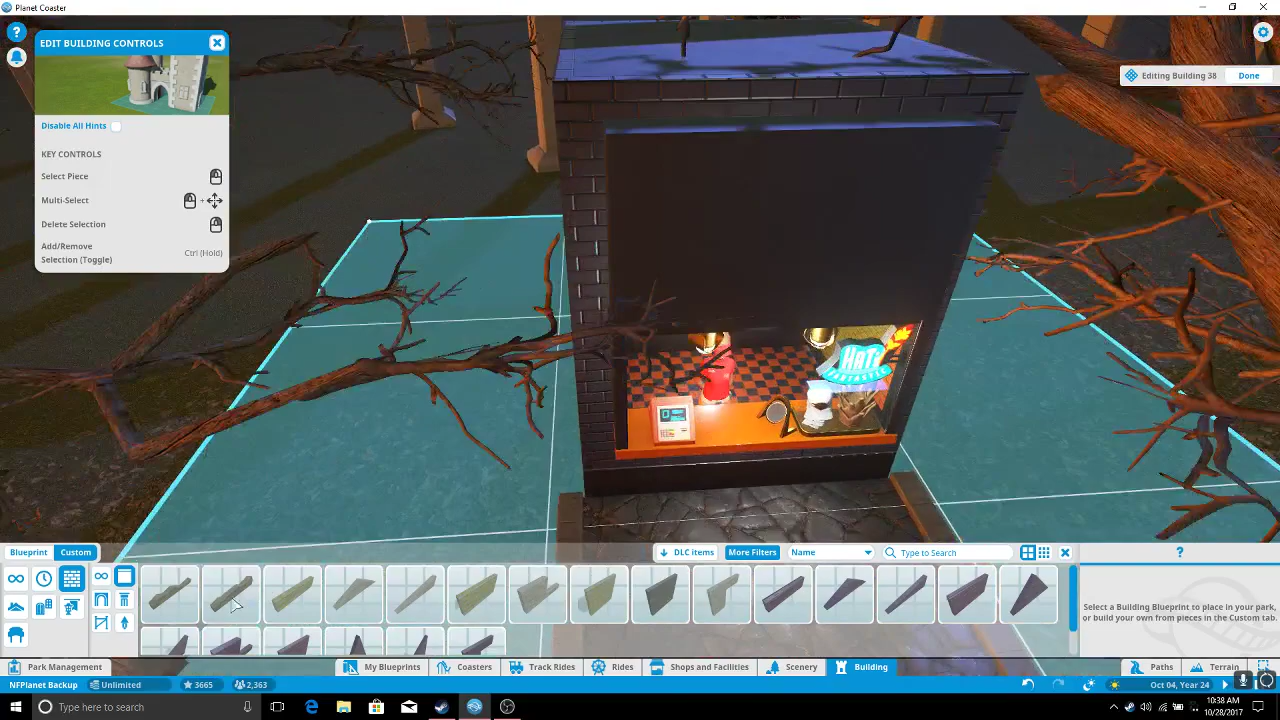 Planet Coaster
EDIT BUILDING CONTROLS
Disable All Hints
KEY CONTROLS
Select Piece
Multi-Select
+
Delete Selection
Add/Remove
Selection (Toggle)
Ctrl (Hold)
Editing Building 38
Done
HATS
FANTASTIC
Blueprint
Custom
DLC items
More Filters
Name
Type to Search
?
Select a Building Blueprint to place in your park,
or build your own from pieces in the Custom tab.
Park Management
My Blueprints
Coasters
Track Rides
Rides
Shops and Facilities
Scenery
Building
Paths
Terrain
NFPlanet Backup
Unlimited
3665
2,363
Oct 04, Year 24
Type here to search
10:38 AM
10/28/2017